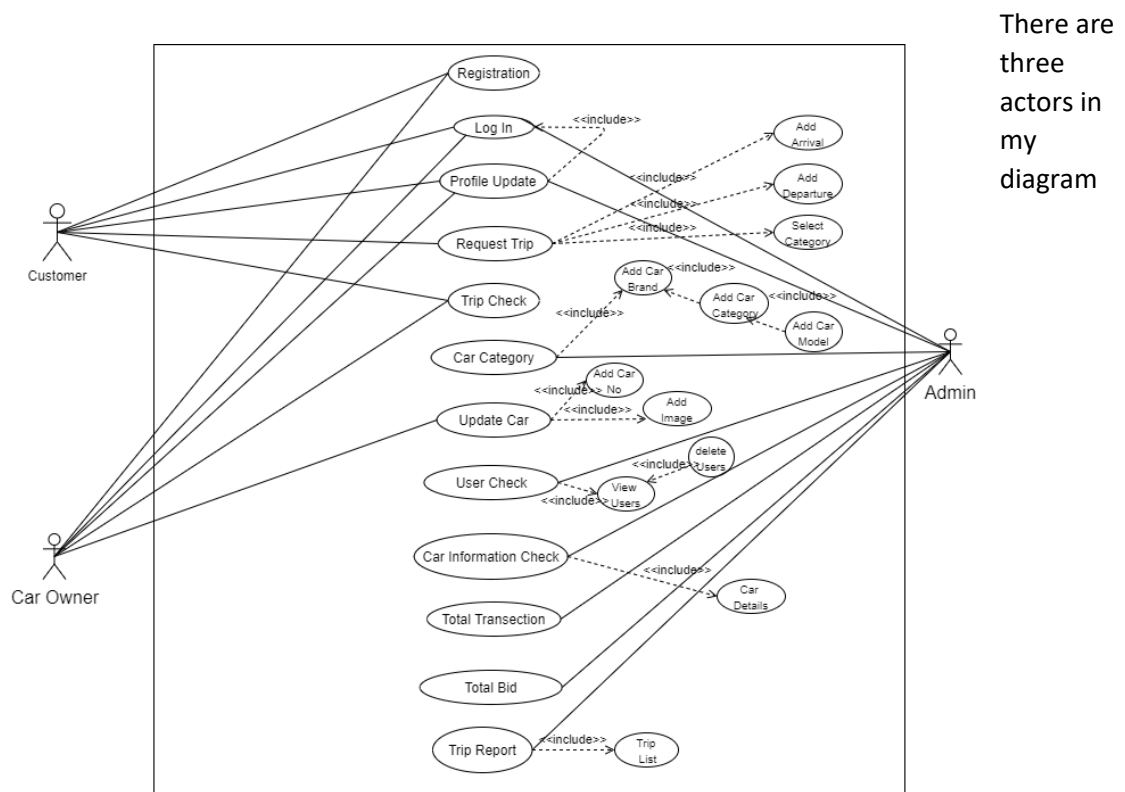 There are
three
actors in
my
diagram
Registration
<<include>>
Log In
Add
Arrival
Profile Update
<<include>>
Add
Departure
<<include>>
Select
Category
<<include>>
Request Trip
Customer
Add Car
Brand
<<include>>
Trip Check
Add Car
Category
<<include>>
<<include>>
Add Car
Model
Car Category
Add Car
No
<<include>>
Admin
Add
Image
<<include>>
Update Car
delete
Users
<<include>>
User Check
View
Users
<<include>>
Car Information Check
<<include>>
Car Owner
Car
Details
Total Transection
Total Bid
Trip Report
<<include>>
Trip
List